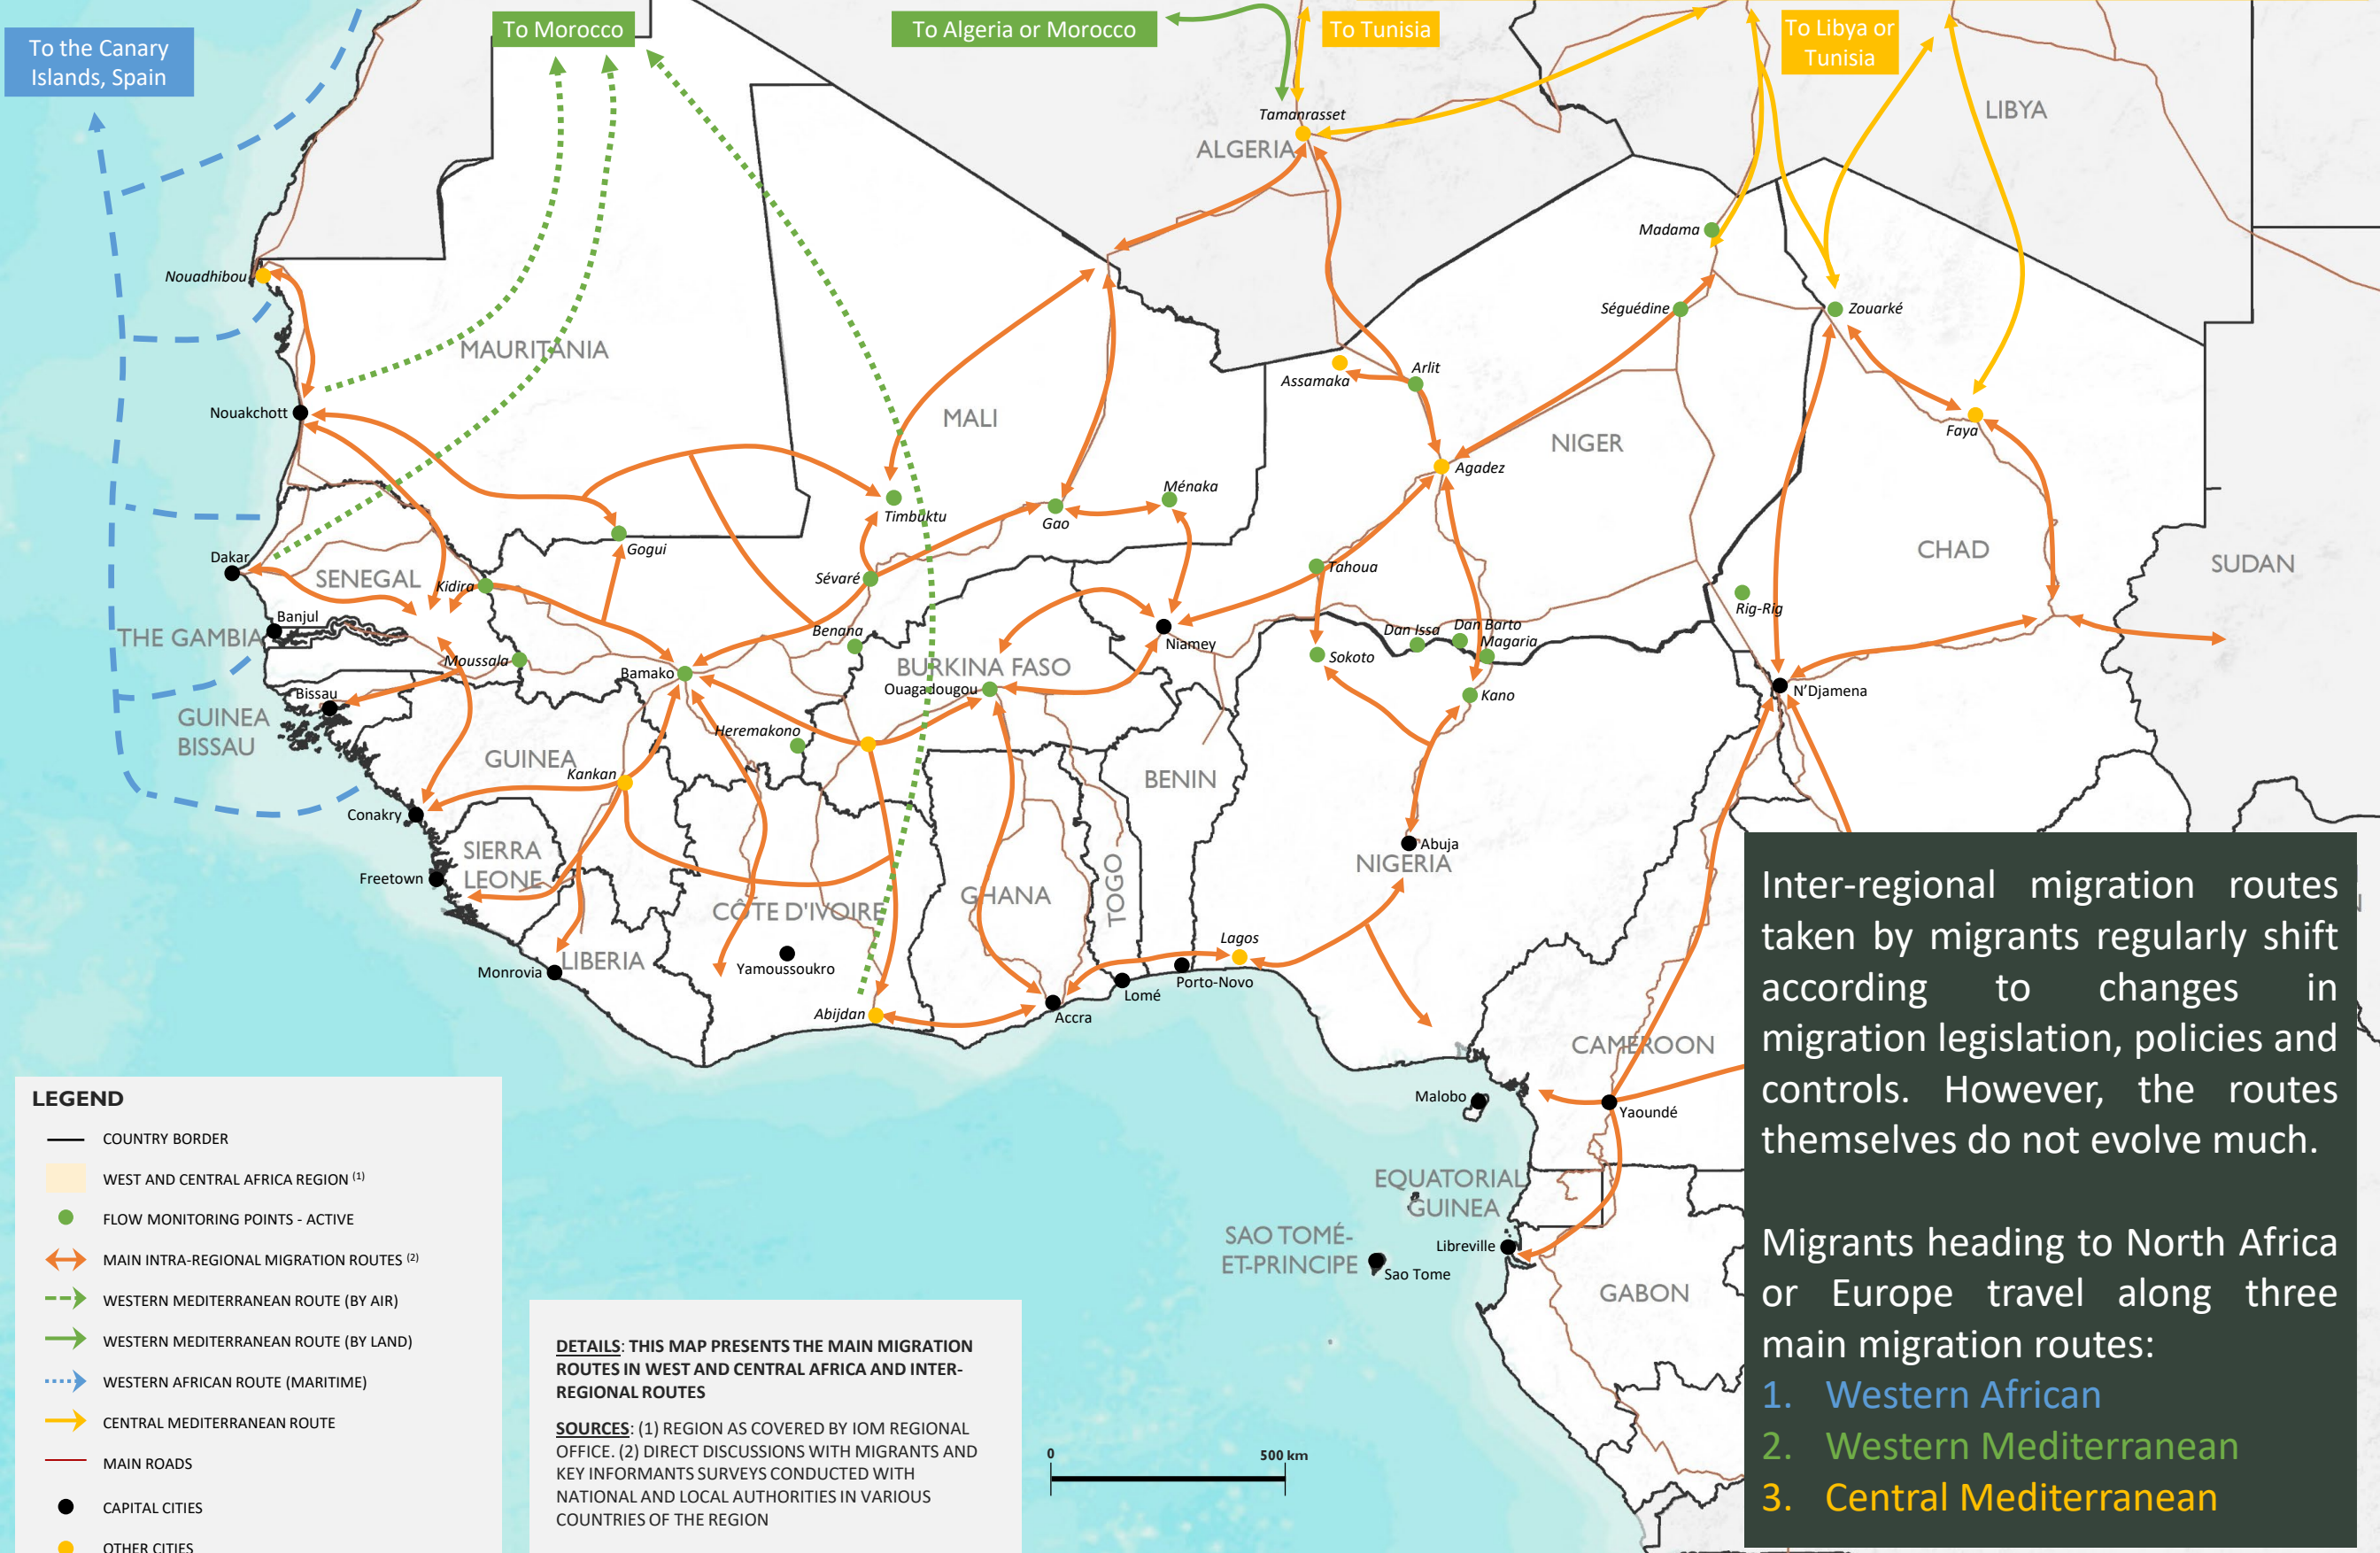 To the Canary
Islands, Spain
To Morocco
To Algeria or Morocco
To Tunisia
To Libya or
Tunisia
Tamanrasset
ALGERIA
LIBYA
Madama
Nouadhibou
Séguédine
Zouarké
MAURITANIA
Assamaka
Arlit
Nouakchott
MALI
NIGER
Faya
Agadez
Ménaka
Timbuktu
Gao
Gogui
CHAD
Dakar
SENEGAL
Kidira
Sévaré
Tahoua
SUDAN
Rig-Rig
Banjul
THE GAMBIA
Benana
Niamey
Dan Issa
Dan Barto
Magaria
Moussala
Bamako
BURKINA FASO
Sokoto
Ouagadougou
Kano
N'Djamena
Bissau
GUINEA
BISSAU
Heremakono
GUINEA
Kankan
BENIN
Conakry
SIERRA
LEONE
Abuja
NIGERIA
Freetown
GHANA
TOGO
CÔTE D'IVOIRE
Lagos
Yamoussoukro
Monrovia
LIBERIA
Porto-Novo
Lomé
Abijdan
Accra
CAMEROON
Malobo
Yaoundé
EQUATORIAL
GUINEA
SAO TOMÉ-
ET-PRINCIPE
Libreville
Sao Tome
GABON
Inter-regional migration routes
taken by migrants regularly shift
according to changes in
migration legislation, policies and
controls. However, the routes
themselves do not evolve much.
Migrants heading to North Africa
or Europe travel along three
main migration routes:
1. Western African
2. Western Mediterranean
3. Central Mediterranean
LEGEND
COUNTRY BORDER
WEST AND CENTRAL AFRICA REGION (1)
FLOW MONITORING POINTS - ACTIVE
MAIN INTRA-REGIONAL MIGRATION ROUTES (2)
WESTERN MEDITERRANEAN ROUTE (BY AIR)
WESTERN MEDITERRANEAN ROUTE (BY LAND)
WESTERN AFRICAN ROUTE (MARITIME)
CENTRAL MEDITERRANEAN ROUTE
MAIN ROADS
CAPITAL CITIES
OTHER CITIES
DETAILS: THIS MAP PRESENTS THE MAIN MIGRATION
ROUTES IN WEST AND CENTRAL AFRICA AND INTER-
REGIONAL ROUTES
SOURCES: (1) REGION AS COVERED BY IOM REGIONAL
OFFICE. (2) DIRECT DISCUSSIONS WITH MIGRANTS AND
KEY INFORMANTS SURVEYS CONDUCTED WITH
NATIONAL AND LOCAL AUTHORITIES IN VARIOUS
COUNTRIES OF THE REGION
0 500 km